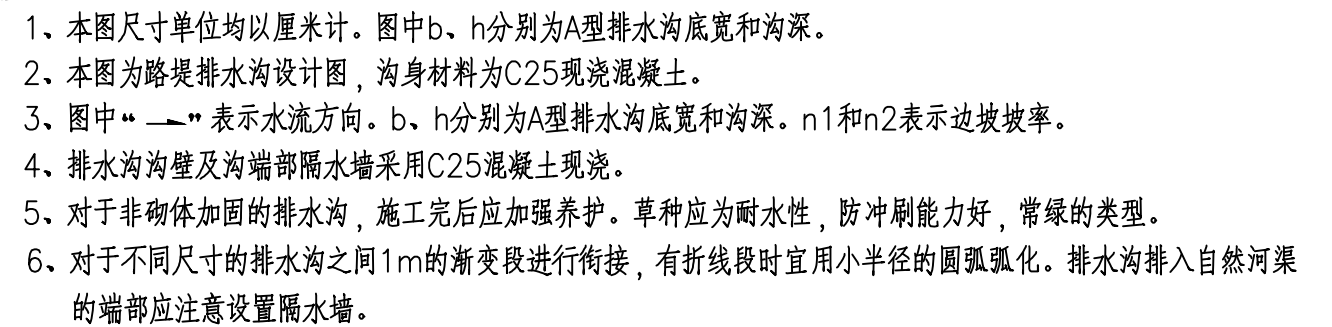 1、本图尺寸单位均以厘米计。图中b、h分别为A型排水沟底宽和沟深。
2、本图为路堤排水沟设计图，沟身材料为C25现浇混凝土。
3、图中“ ⟶ ”表示水流方向。b、h分别为A型排水沟底宽和沟深。n1和n2表示边坡坡率。
4、排水沟沟壁及沟端部隔水墙采用C25混凝土现浇。
5、对于非砌体加固的排水沟，施工完后应加强养护。草种应为耐水性，防冲刷能力好，常绿的类型。
6、对于不同尺寸的排水沟之间1m的渐变段进行衔接，有折线段时宜用小半径的圆弧弧化。排水沟排入自然河渠
的端部应注意设置隔水墙。